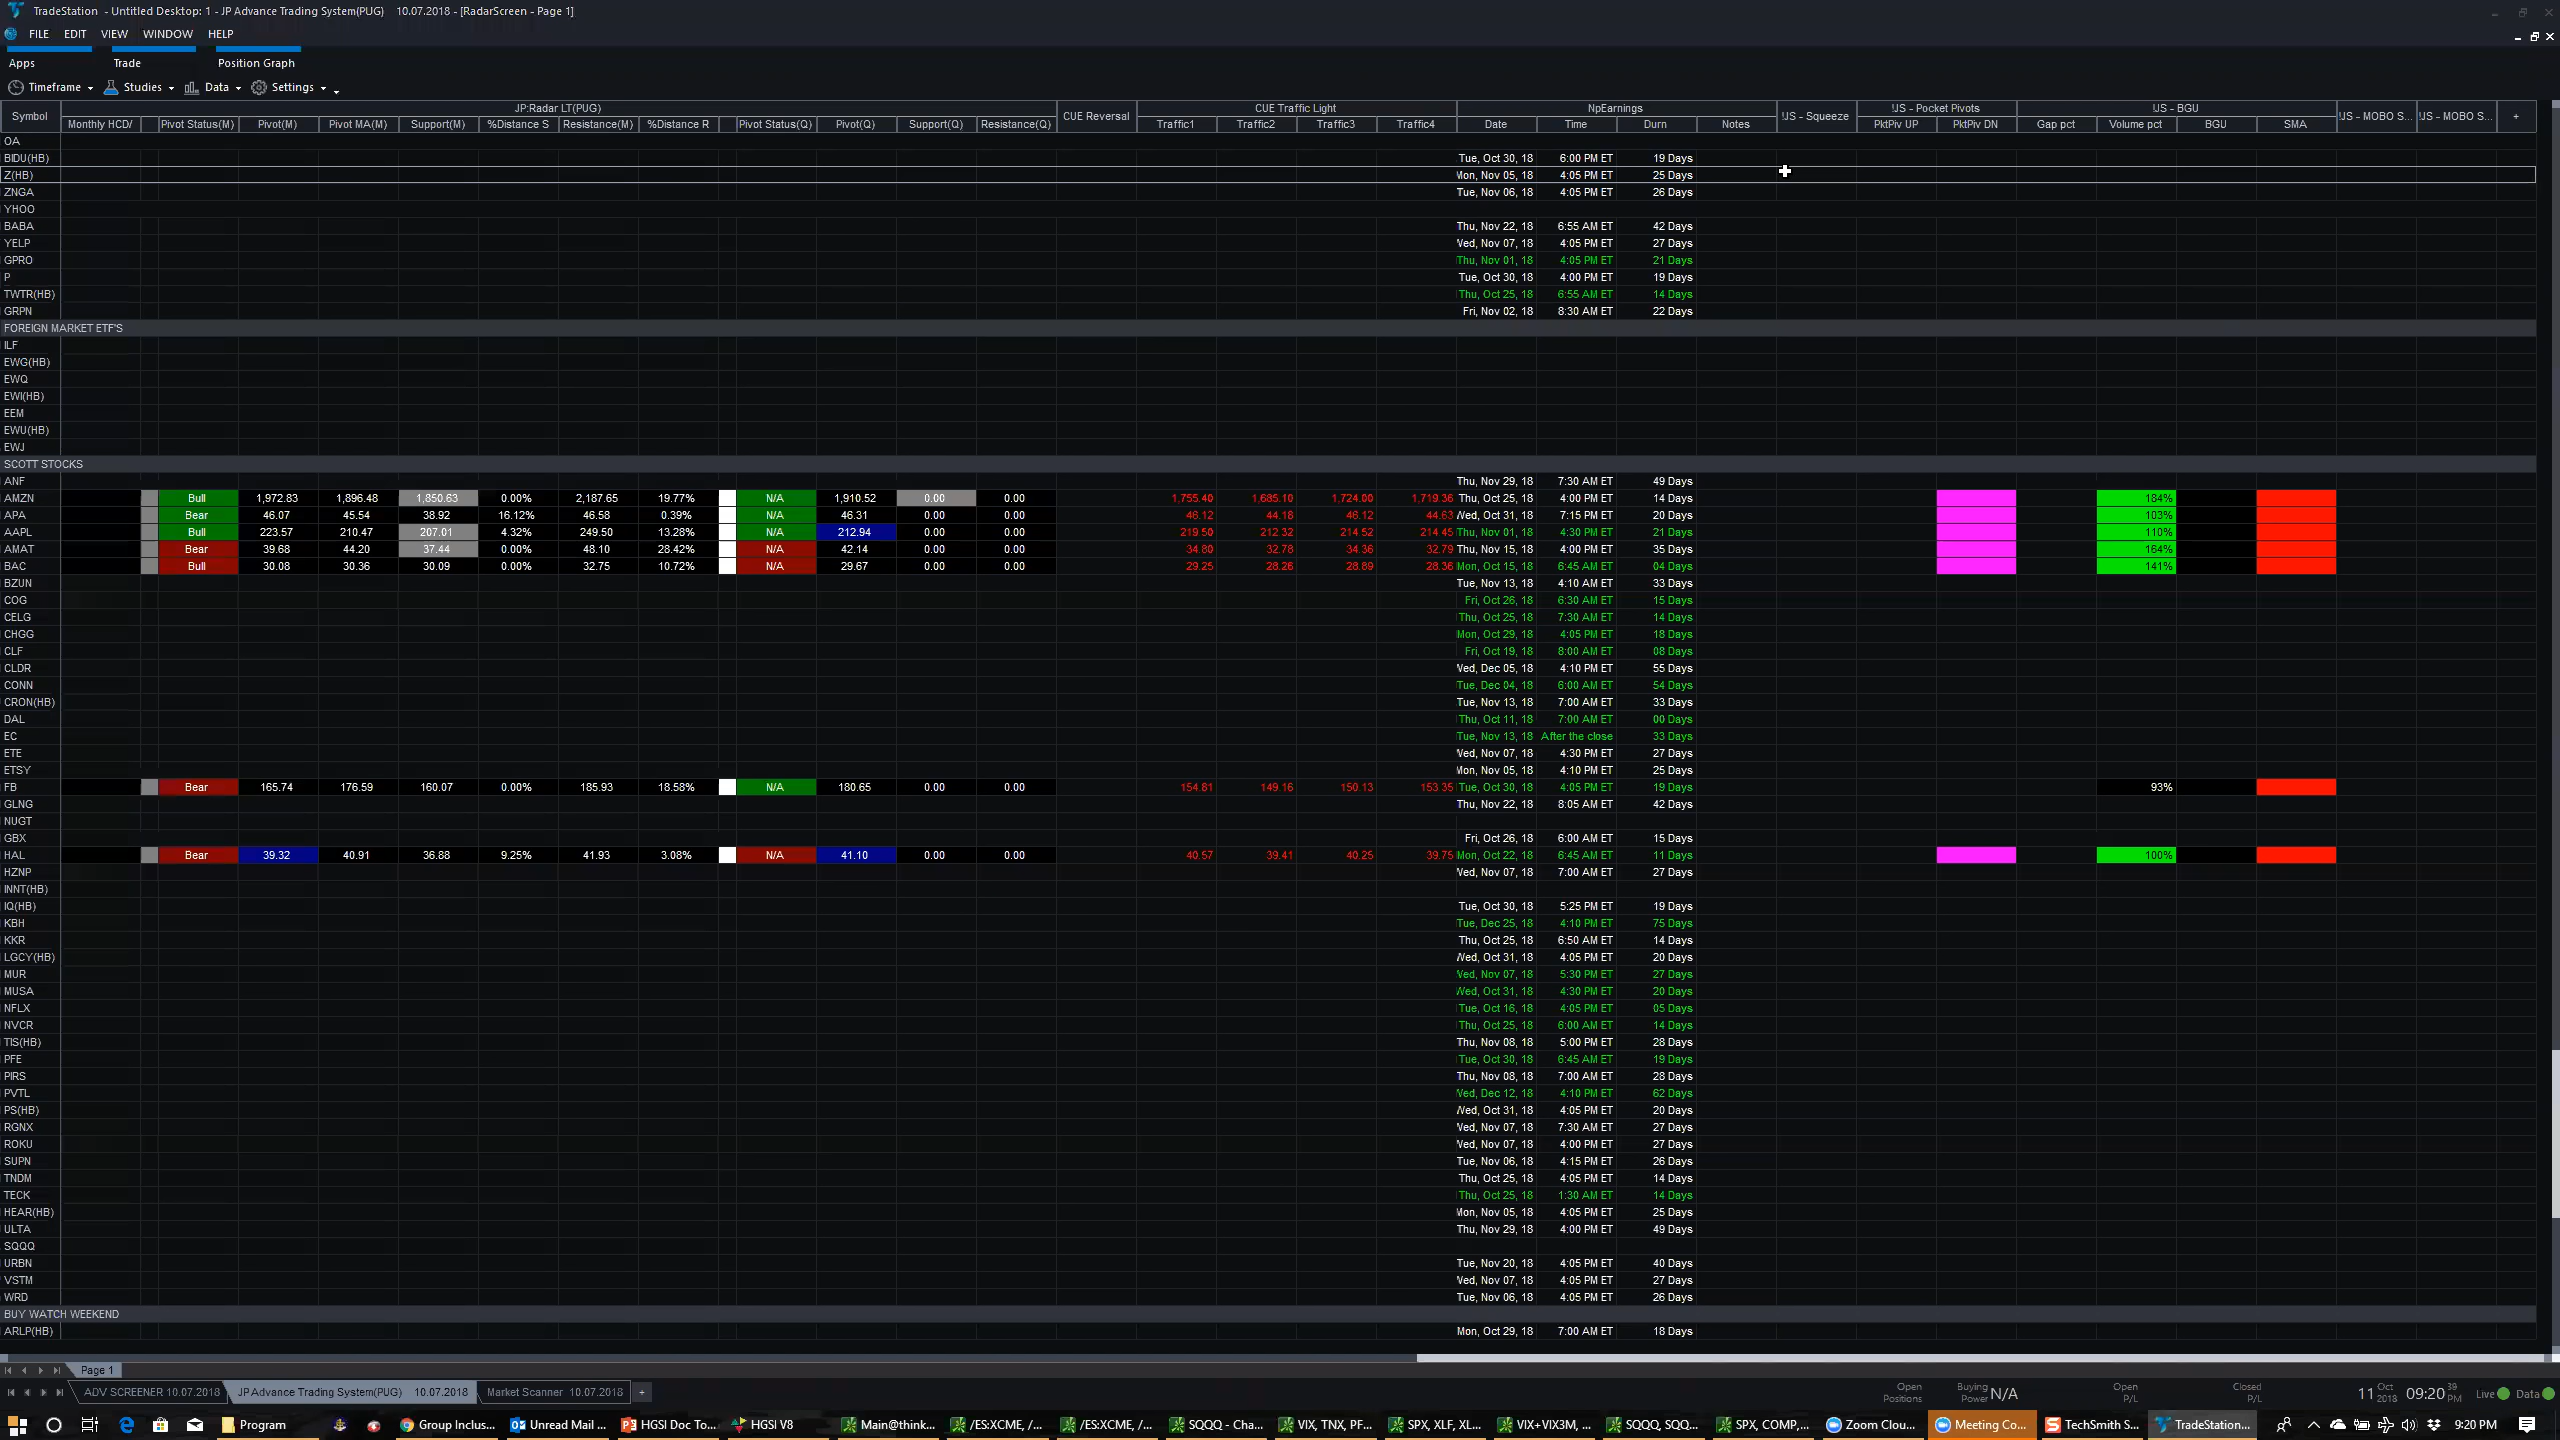 TradeStation - Untitled Desktop: 1 - JP Advance Trading System(PUG) 10.07.2018 - [RadarScreen - Page 1]
FILE EDIT VIEW WINDOW HELP
Apps Trade Position Graph
Timeframe Studies Data Settings
Symbol JP:Radar LT(PUG) CUE Reversal CUE Traffic Light NpEarnings !JS - Squeeze !JS - Pocket Pivots !JS - BGU !JS - MOBO S... !JS - MOBO S... +
Monthly HCD/ Pivot Status(M) Pivot(M) Pivot MA(M) Support(M) %Distance S Resistance(M) %Distance R Pivot Status(Q) Pivot(Q) Support(Q) Resistance(Q) Traffic1 Traffic2 Traffic3 Traffic4 Date Time Durn Notes PktPiv UP PktPiv DN Gap pct Volume pct BGU SMA
OA
BIDU(HB) Tue, Oct 30, 18 6:00 PM ET 19 Days
Z(HB) Mon, Nov 05, 18 4:05 PM ET 25 Days
ZNGA Tue, Nov 06, 18 4:05 PM ET 26 Days
YHOO
BABA Thu, Nov 22, 18 6:55 AM ET 42 Days
YELP Wed, Nov 07, 18 4:05 PM ET 27 Days
GPRO Thu, Nov 01, 18 4:05 PM ET 21 Days
P Tue, Oct 30, 18 4:00 PM ET 19 Days
TWTR(HB) Thu, Oct 25, 18 6:55 AM ET 14 Days
GRPN Fri, Nov 02, 18 8:30 AM ET 22 Days
FOREIGN MARKET ETF'S
ILF
EWG(HB)
EWQ
EWI(HB)
EEM
EWU(HB)
EWJ
SCOTT STOCKS
ANF Thu, Nov 29, 18 7:30 AM ET 49 Days
AMZN Bull 1,972.83 1,896.48 1,850.63 0.00% 2,187.65 19.77% N/A 1,910.52 0.00 0.00 1,755.40 1,685.10 1,724.00 1,719.36 Thu, Oct 25, 18 4:00 PM ET 14 Days 184%
APA Bear 46.07 45.54 38.92 16.12% 46.58 0.39% N/A 46.31 0.00 0.00 46.12 44.18 46.12 44.63 Wed, Oct 31, 18 7:15 PM ET 20 Days 103%
AAPL Bull 223.57 210.47 207.01 4.32% 249.50 13.28% N/A 212.94 0.00 0.00 219.50 212.32 214.52 214.45 Thu, Nov 01, 18 4:30 PM ET 21 Days 110%
AMAT Bear 39.68 44.20 37.44 0.00% 48.10 28.42% N/A 42.14 0.00 0.00 34.80 32.78 34.36 32.79 Thu, Nov 15, 18 4:00 PM ET 35 Days 164%
BAC Bull 30.08 30.36 30.09 0.00% 32.75 10.72% N/A 29.67 0.00 0.00 29.25 28.26 28.89 28.36 Mon, Oct 15, 18 6:45 AM ET 04 Days 141%
BZUN Tue, Nov 13, 18 4:10 AM ET 33 Days
COG Fri, Oct 26, 18 6:30 AM ET 15 Days
CELG Thu, Oct 25, 18 7:30 AM ET 14 Days
CHGG Mon, Oct 29, 18 4:05 PM ET 18 Days
CLF Fri, Oct 19, 18 8:00 AM ET 08 Days
CLDR Wed, Dec 05, 18 4:10 PM ET 55 Days
CONN Tue, Dec 04, 18 6:00 AM ET 54 Days
CRON(HB) Tue, Nov 13, 18 7:00 AM ET 33 Days
DAL Thu, Oct 11, 18 7:00 AM ET 00 Days
EC Tue, Nov 13, 18 After the close 33 Days
ETE Wed, Nov 07, 18 4:30 PM ET 27 Days
ETSY Mon, Nov 05, 18 4:10 PM ET 25 Days
FB Bear 165.74 176.59 160.07 0.00% 185.93 18.58% N/A 180.65 0.00 0.00 154.81 149.16 150.13 153.35 Tue, Oct 30, 18 4:05 PM ET 19 Days 93%
GLNG Thu, Nov 22, 18 8:05 AM ET 42 Days
NUGT
GBX Fri, Oct 26, 18 6:00 AM ET 15 Days
HAL Bear 39.32 40.91 36.88 9.25% 41.93 3.08% N/A 41.10 0.00 0.00 40.57 39.41 40.25 39.75 Mon, Oct 22, 18 6:45 AM ET 11 Days 100%
HZNP Wed, Nov 07, 18 7:00 AM ET 27 Days
INNT(HB)
IQ(HB) Tue, Oct 30, 18 5:25 PM ET 19 Days
KBH Tue, Dec 25, 18 4:10 PM ET 75 Days
KKR Thu, Oct 25, 18 6:50 AM ET 14 Days
LGCY(HB) Wed, Oct 31, 18 4:05 PM ET 20 Days
MUR Wed, Nov 07, 18 5:30 PM ET 27 Days
MUSA Wed, Oct 31, 18 4:30 PM ET 20 Days
NFLX Tue, Oct 16, 18 4:05 PM ET 05 Days
NVCR Thu, Oct 25, 18 6:00 AM ET 14 Days
TIS(HB) Thu, Nov 08, 18 5:00 PM ET 28 Days
PFE Tue, Oct 30, 18 6:45 AM ET 19 Days
PIRS Thu, Nov 08, 18 7:00 AM ET 28 Days
PVTL Wed, Dec 12, 18 4:10 PM ET 62 Days
PS(HB) Wed, Oct 31, 18 4:05 PM ET 20 Days
RGNX Wed, Nov 07, 18 7:30 AM ET 27 Days
ROKU Wed, Nov 07, 18 4:00 PM ET 27 Days
SUPN Tue, Nov 06, 18 4:15 PM ET 26 Days
TNDM Thu, Oct 25, 18 4:05 PM ET 14 Days
TECK Thu, Oct 25, 18 1:30 AM ET 14 Days
HEAR(HB) Mon, Nov 05, 18 4:05 PM ET 25 Days
ULTA Thu, Nov 29, 18 4:00 PM ET 49 Days
SQQQ
URBN Tue, Nov 20, 18 4:05 PM ET 40 Days
VSTM Wed, Nov 07, 18 4:05 PM ET 27 Days
WRD Tue, Nov 06, 18 4:05 PM ET 26 Days
BUY WATCH WEEKEND
ARLP(HB) Mon, Oct 29, 18 7:00 AM ET 18 Days
Page 1
ADV SCREENER 10.07.2018 JP Advance Trading System(PUG) 10.07.2018 Market Scanner 10.07.2018 + Open Positions Buying Power N/A Open P/L Closed P/L 11 Oct 2018 09:20 39 PM Live Data
Program Group Inclus... Unread Mail ... HGSI Doc To... HGSI V8 Main@think... /ES:XCME, /... /ES:XCME, /... SQQQ - Cha... VIX, TNX, PF... SPX, XLF, XL... VIX+VIX3M, ... SQQQ, SQQ... SPX, COMP,... Zoom Clou... Meeting Co... TechSmith S... TradeStation... 9:20 PM